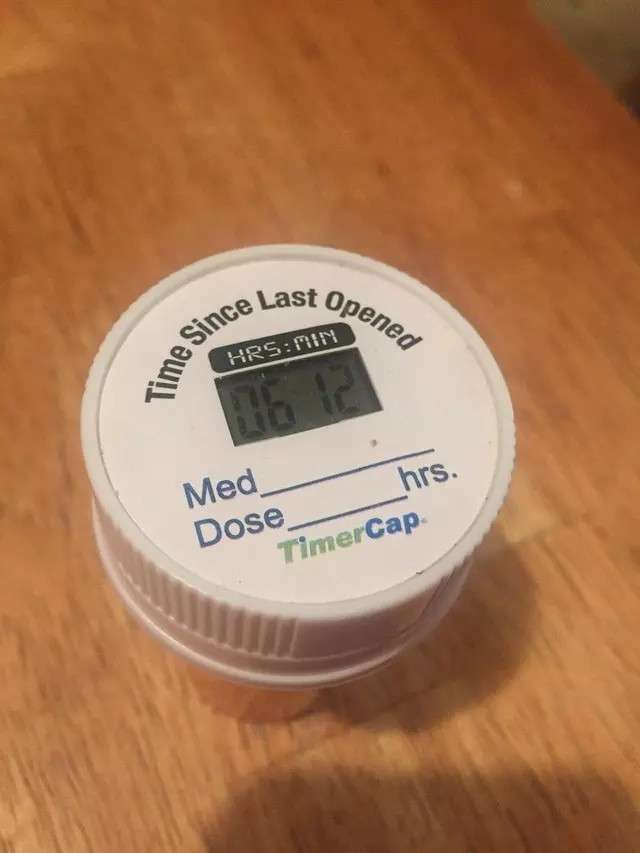 Time Since Last Opened
HRS:MIN
06 12
Med hrs.
Dose
TimerCap